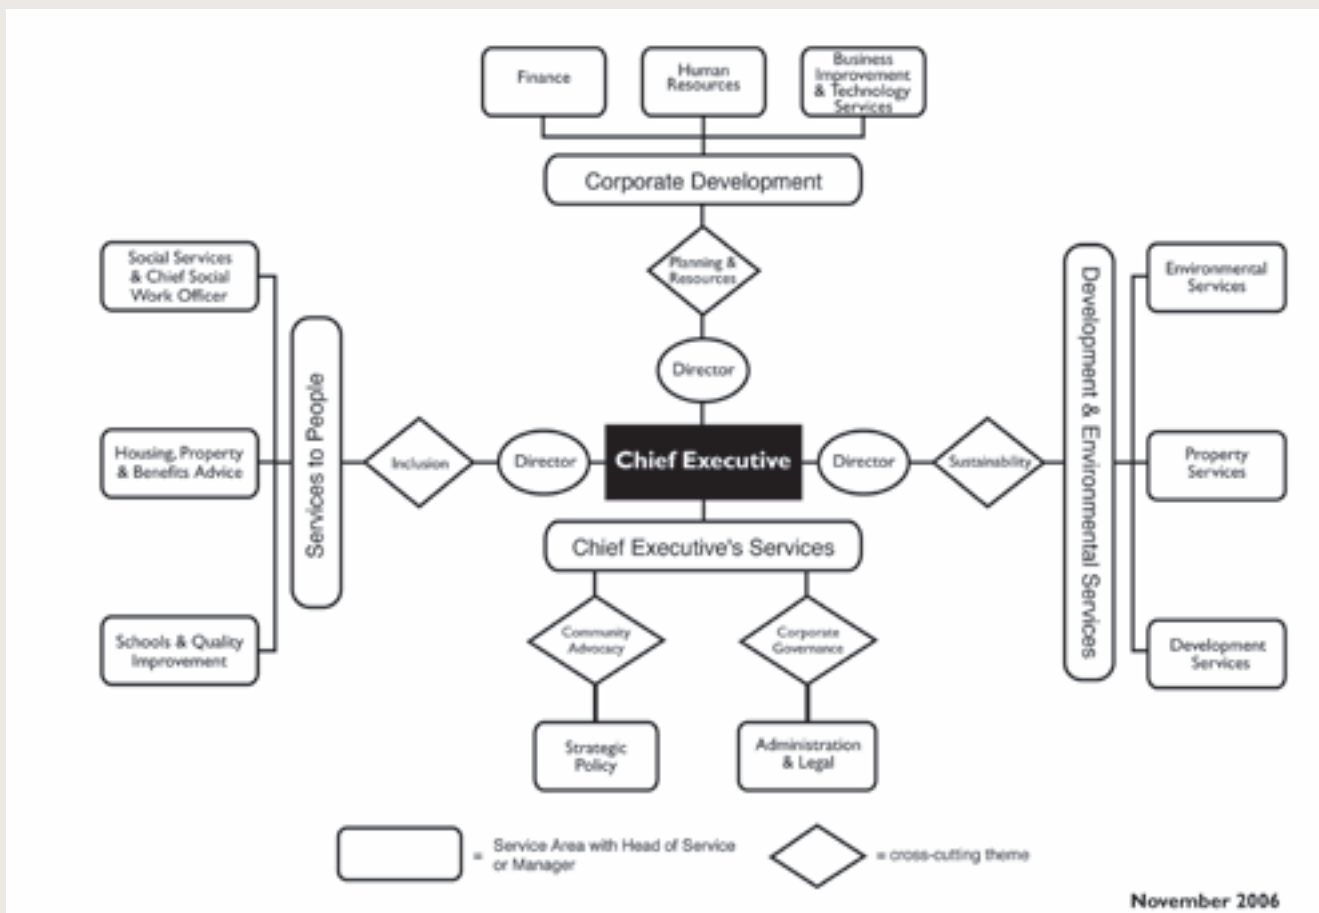 Finance
Human
Resources
Business
Improvement
& Technology
Services
Corporate Development
Planning &
Resources
Director
Social Services
& Chief Social
Work Officer
Housing, Property
& Benefits Advice
Schools & Quality
Improvement
Services to People
Inclusion
Director
Chief Executive
Director
Sustainability
Development & Environmental Services
Environmental
Services
Property
Services
Development
Services
Chief Executive's Services
Community
Advocacy
Corporate
Governance
Strategic
Policy
Administration
& Legal
= Service Area with Head of Service
or Manager
= cross-cutting theme
November 2006